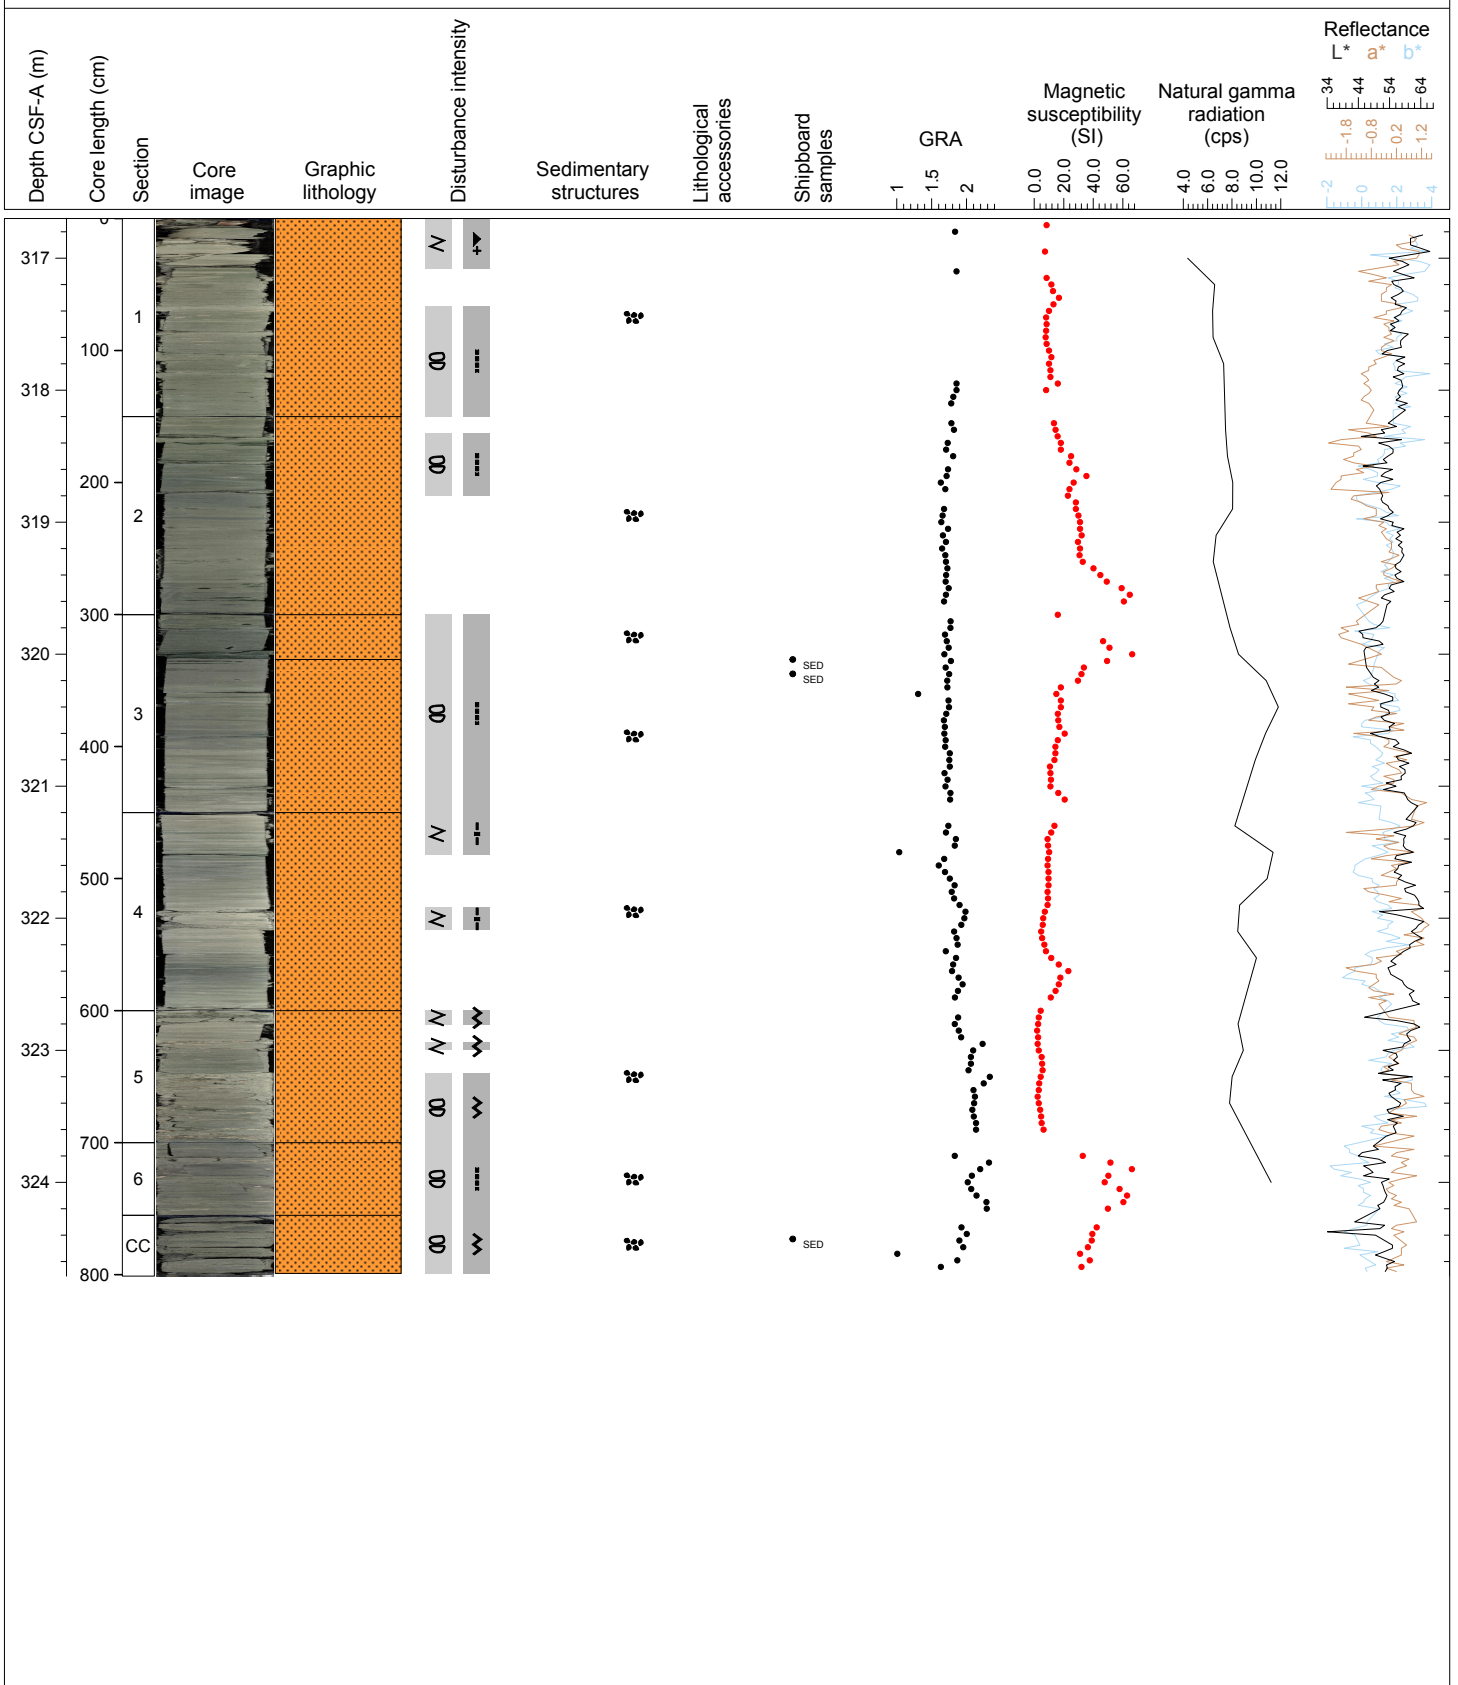 Depth CSF-A (m)
Core length (cm)
Section
Core
image
Graphic
lithology
Disturbance intensity
Sedimentary
structures
Lithological
accessories
Shipboard
samples
GRA
1
1.5
2
Magnetic
susceptibility
(SI)
0.0
20.0
40.0
60.0
Natural gamma
radiation
(cps)
4.0
6.0
8.0
10.0
12.0
Reflectance
L* a* b*
34
44
54
64
-1.8
-0.8
0.2
1.2
-2
0
2
4
0
317
1
100
318
200
2
319
300
320
SED
SED
3
400
321
500
4
322
600
323
5
700
6
324
CC
SED
800